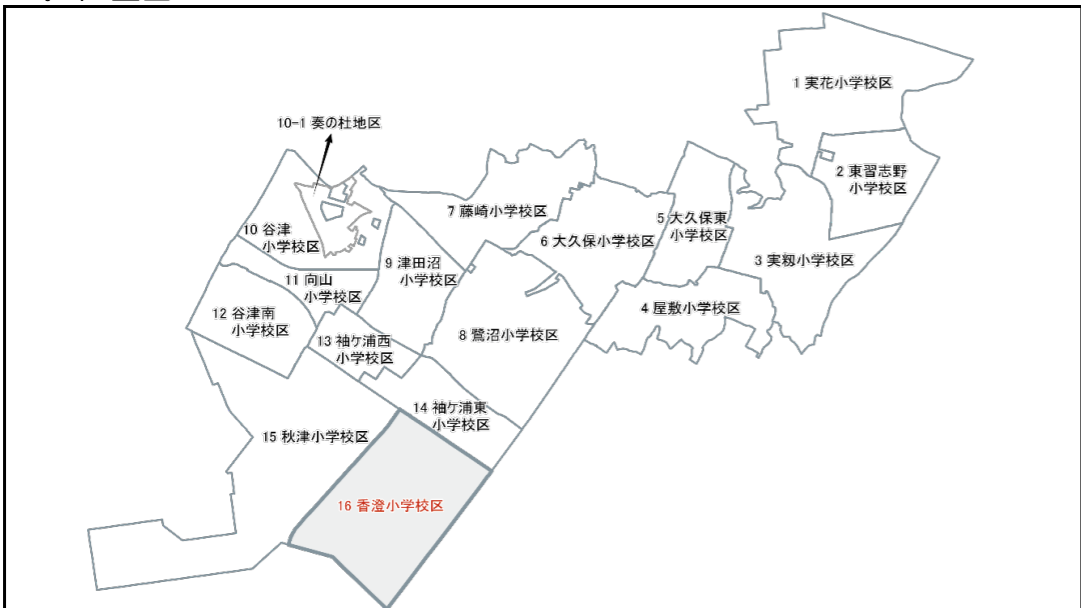 1 実花小学校区
10-1 奏の杜地区
2 東習志野
小学校区
7 藤崎小学校区
5 大久保東
小学校区
10 谷津
小学校区
6 大久保小学校区
9 津田沼
小学校区
3 実籾小学校区
11 向山
小学校区
12 谷津南
小学校区
4 屋敷小学校区
8 鷺沼小学校区
13 袖ケ浦西
小学校区
14 袖ケ浦東
小学校区
15 秋津小学校区
16 香澄小学校区